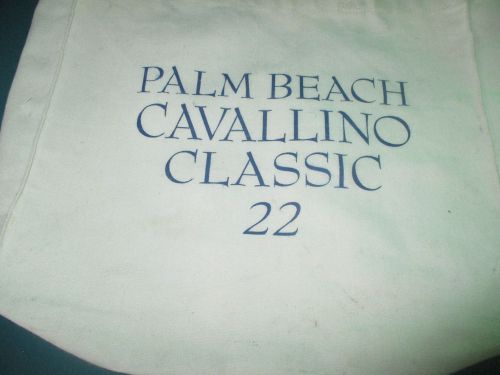 PALM BEACH
CAVALLINO
CLASSIC
22